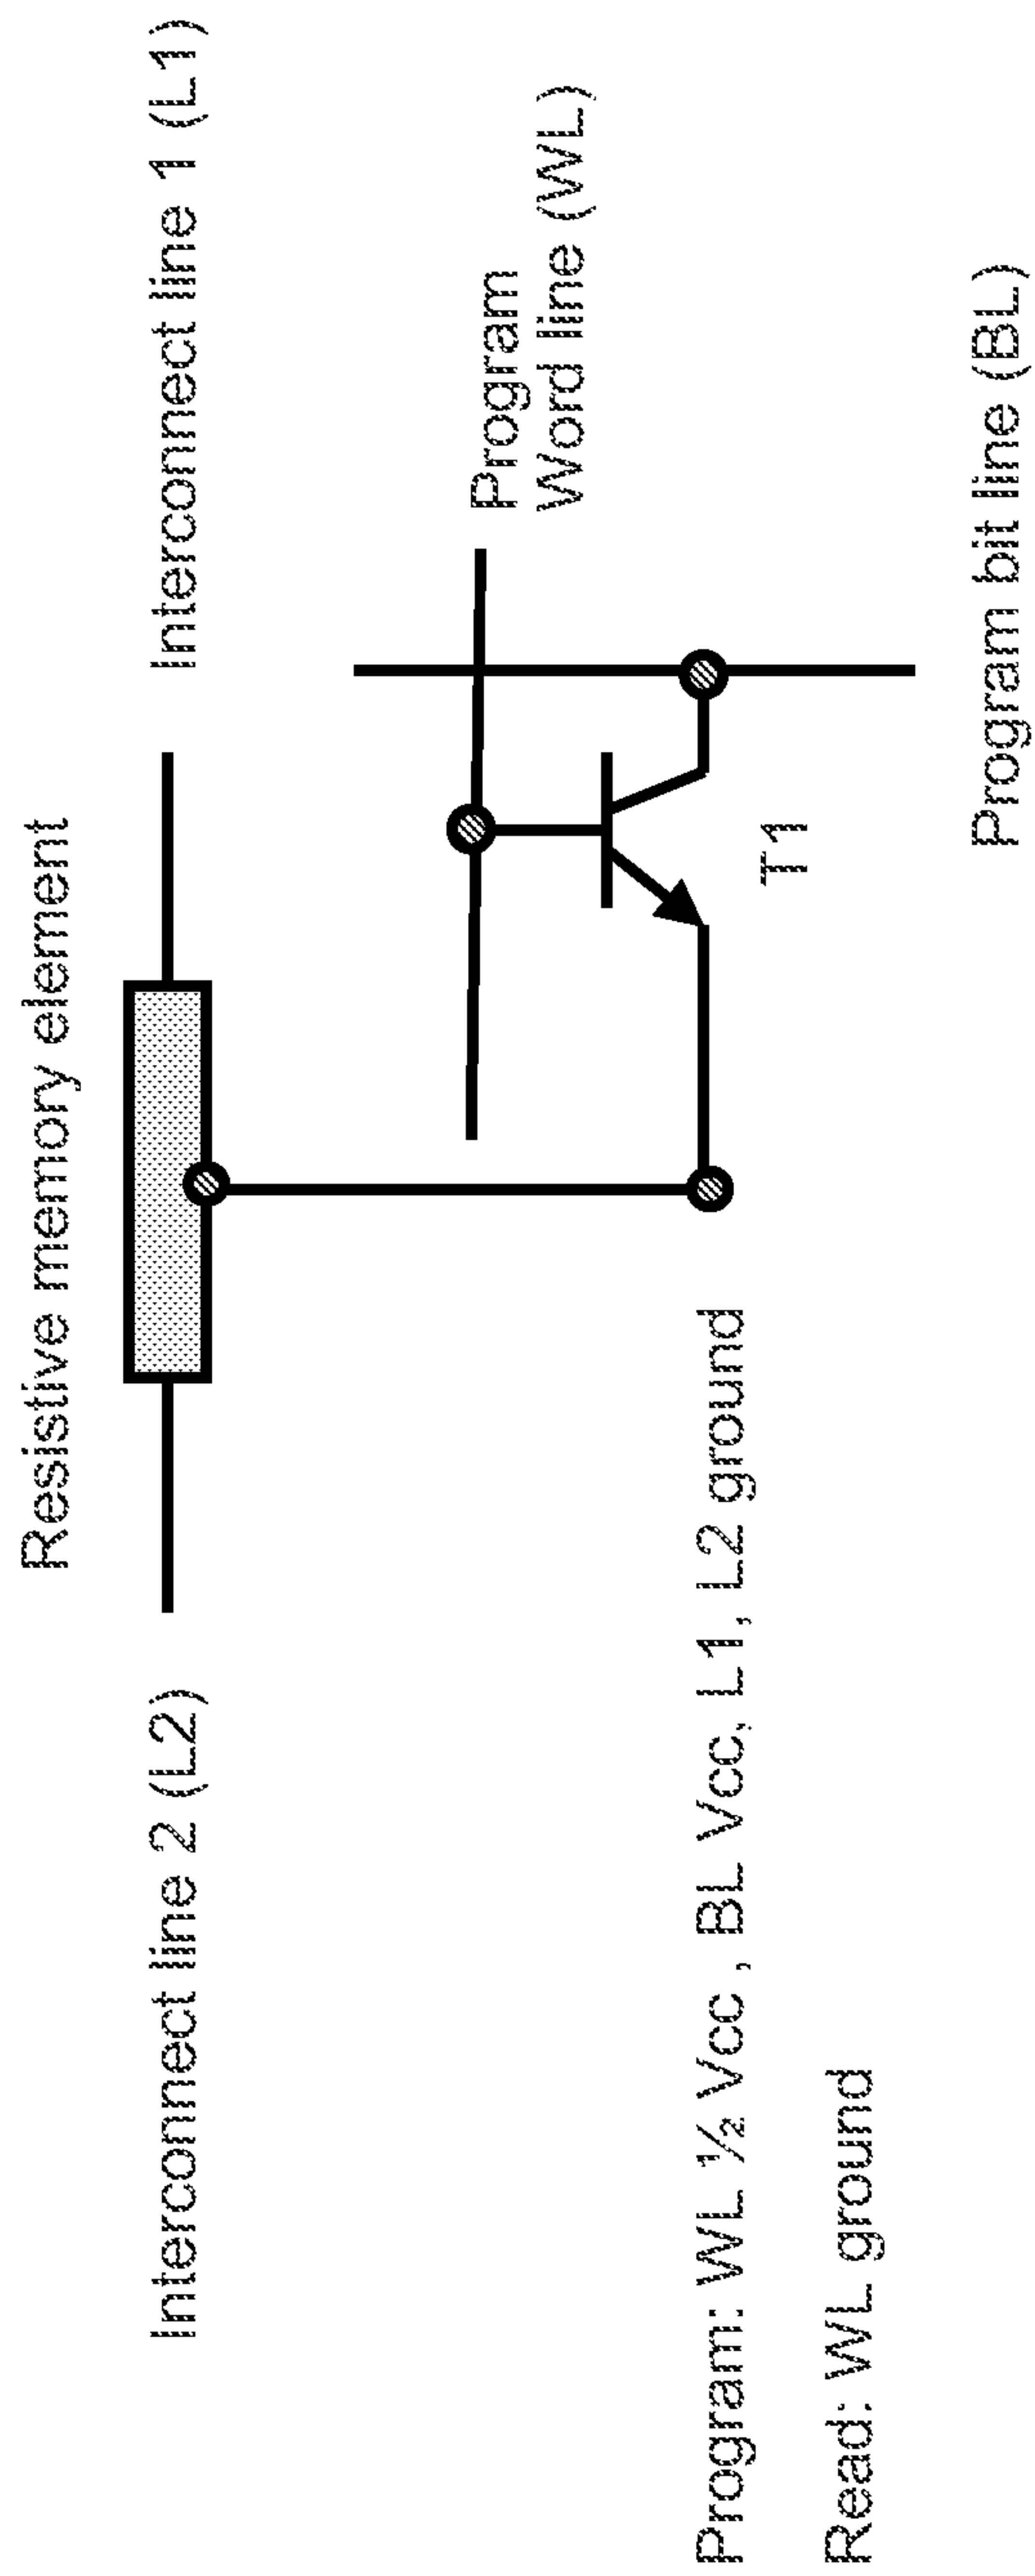 Resistive memory element
Interconnect line 2 (L2)
Interconnect line 1 (L1)
Program
Word line (WL)
T1
Program: WL ½ Vcc , BL Vcc, L1, L2 ground
Read: WL ground
Program bit line (BL)